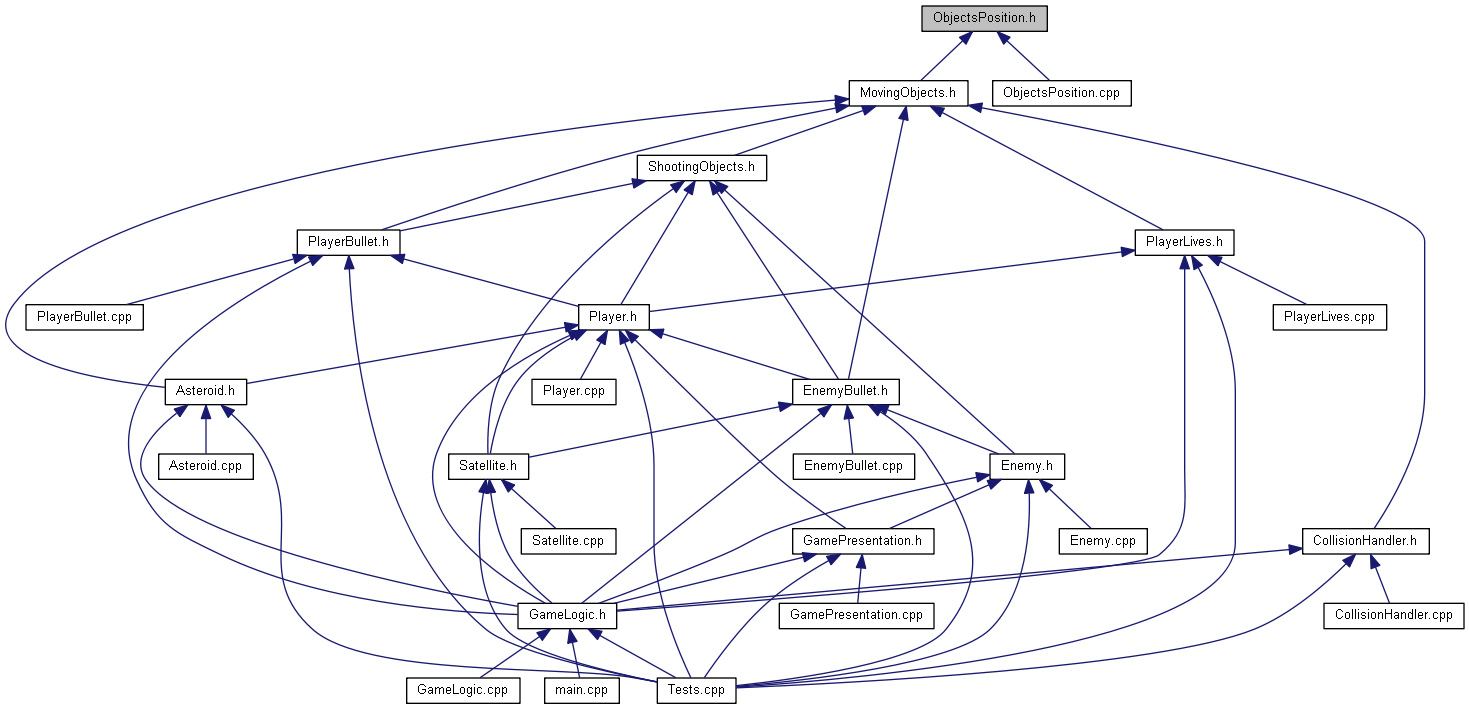 ObjectsPosition.h
MovingObjects.h
ObjectsPosition.cpp
ShootingObjects.h
PlayerBullet.h
PlayerLives.h
PlayerBullet.cpp
Player.h
PlayerLives.cpp
Asteroid.h
Player.cpp
EnemyBullet.h
Asteroid.cpp
Satellite.h
EnemyBullet.cpp
Enemy.h
Satellite.cpp
GamePresentation.h
Enemy.cpp
CollisionHandler.h
GameLogic.h
GamePresentation.cpp
CollisionHandler.cpp
GameLogic.cpp
main.cpp
Tests.cpp